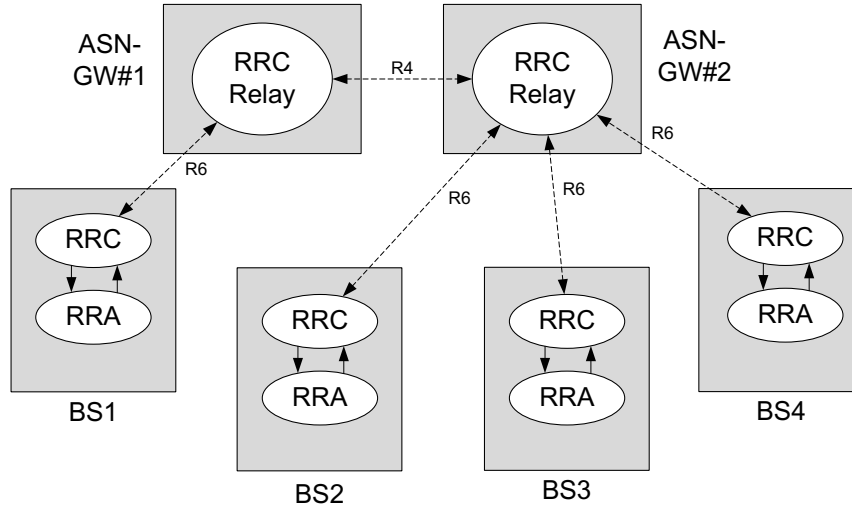 ASN-
GW#1
RRC
Relay
R4
RRC
Relay
ASN-
GW#2
R6
R6
R6
R6
RRC
RRA
BS1
RRC
RRA
BS2
RRC
RRA
BS3
RRC
RRA
BS4